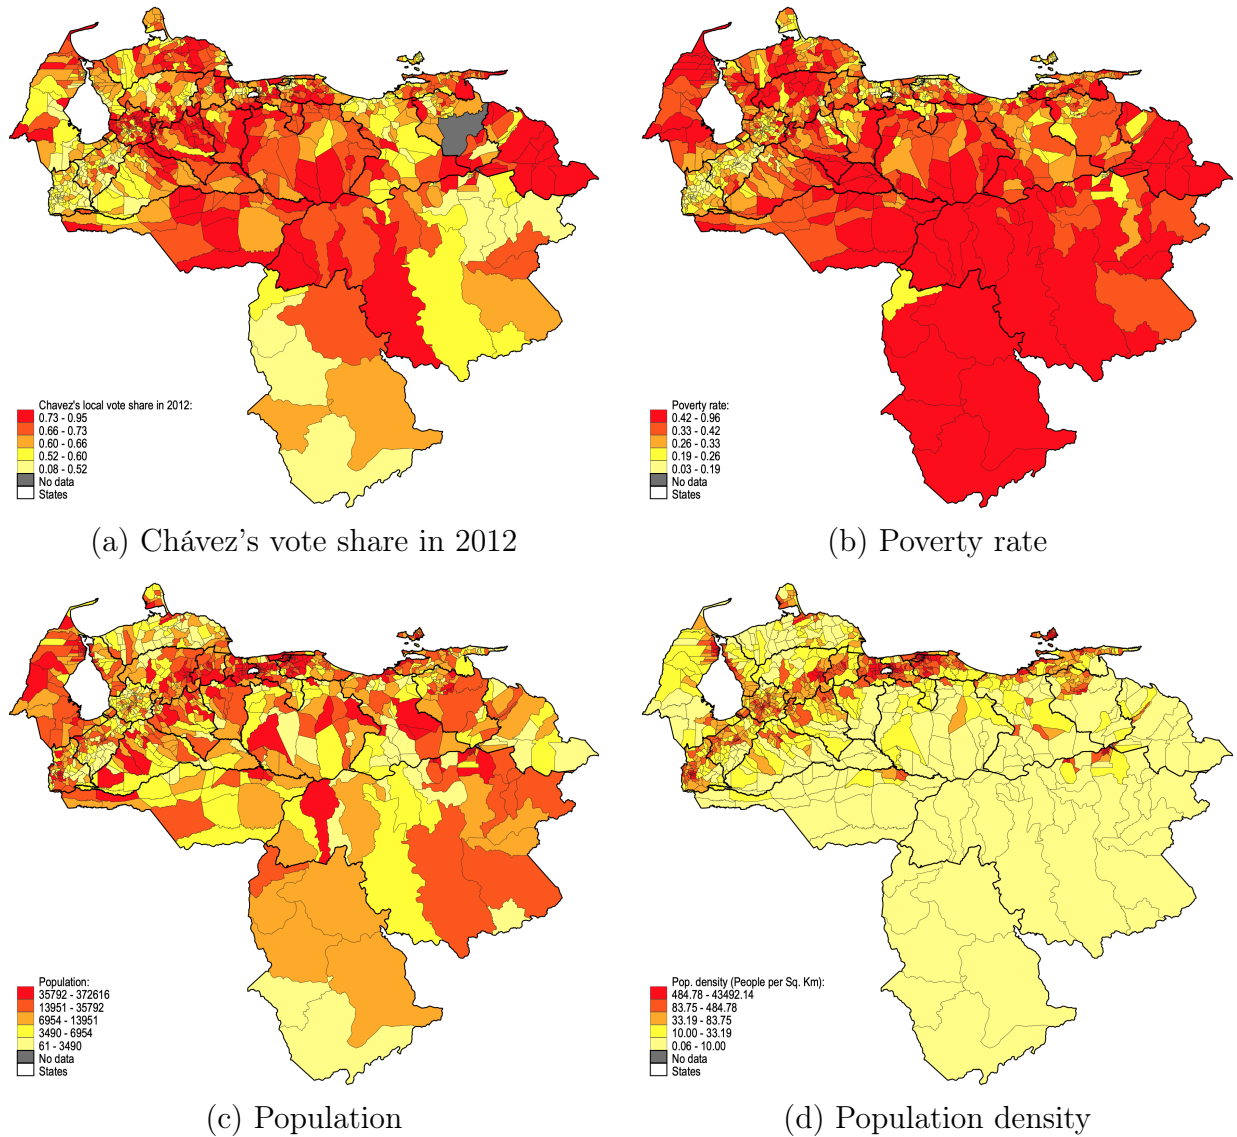 Chavez's local vote share in 2012:
0.73 - 0.95
0.66 - 0.73
0.60 - 0.66
0.52 - 0.60
0.08 - 0.52
No data
States
(a) Chávez's vote share in 2012
Poverty rate:
0.42 - 0.96
0.33 - 0.42
0.26 - 0.33
0.19 - 0.26
0.03 - 0.19
No data
States
(b) Poverty rate
Population:
35792 - 372616
13951 - 35792
6954 - 13951
3490 - 6954
61 - 3490
No data
States
(c) Population
Pop. density (People per Sq. Km):
484.78 - 43492.14
83.75 - 484.78
33.19 - 83.75
10.00 - 33.19
0.06 - 10.00
No data
States
(d) Population density